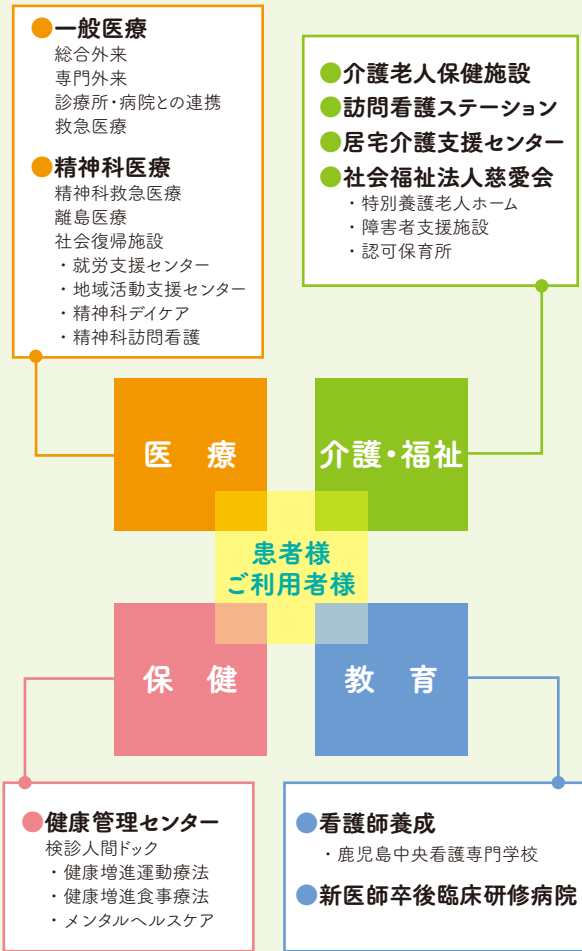 ●一般医療
総合外来
専門外来
診療所・病院との連携
救急医療
●精神科医療
精神科救急医療
離島医療
社会復帰施設
・就労支援センター
・地域活動支援センター
・精神科デイケア
・精神科訪問看護
●介護老人保健施設
●訪問看護ステーション
●居宅介護支援センター
●社会福祉法人慈愛会
・特別養護老人ホーム
・障害者支援施設
・認可保育所
医　療
介護・福祉
患者様
ご利用者様
保　健
教　育
●健康管理センター
検診人間ドック
・健康増進運動療法
・健康増進食事療法
・メンタルヘルスケア
●看護師養成
・鹿児島中央看護専門学校
●新医師卒後臨床研修病院